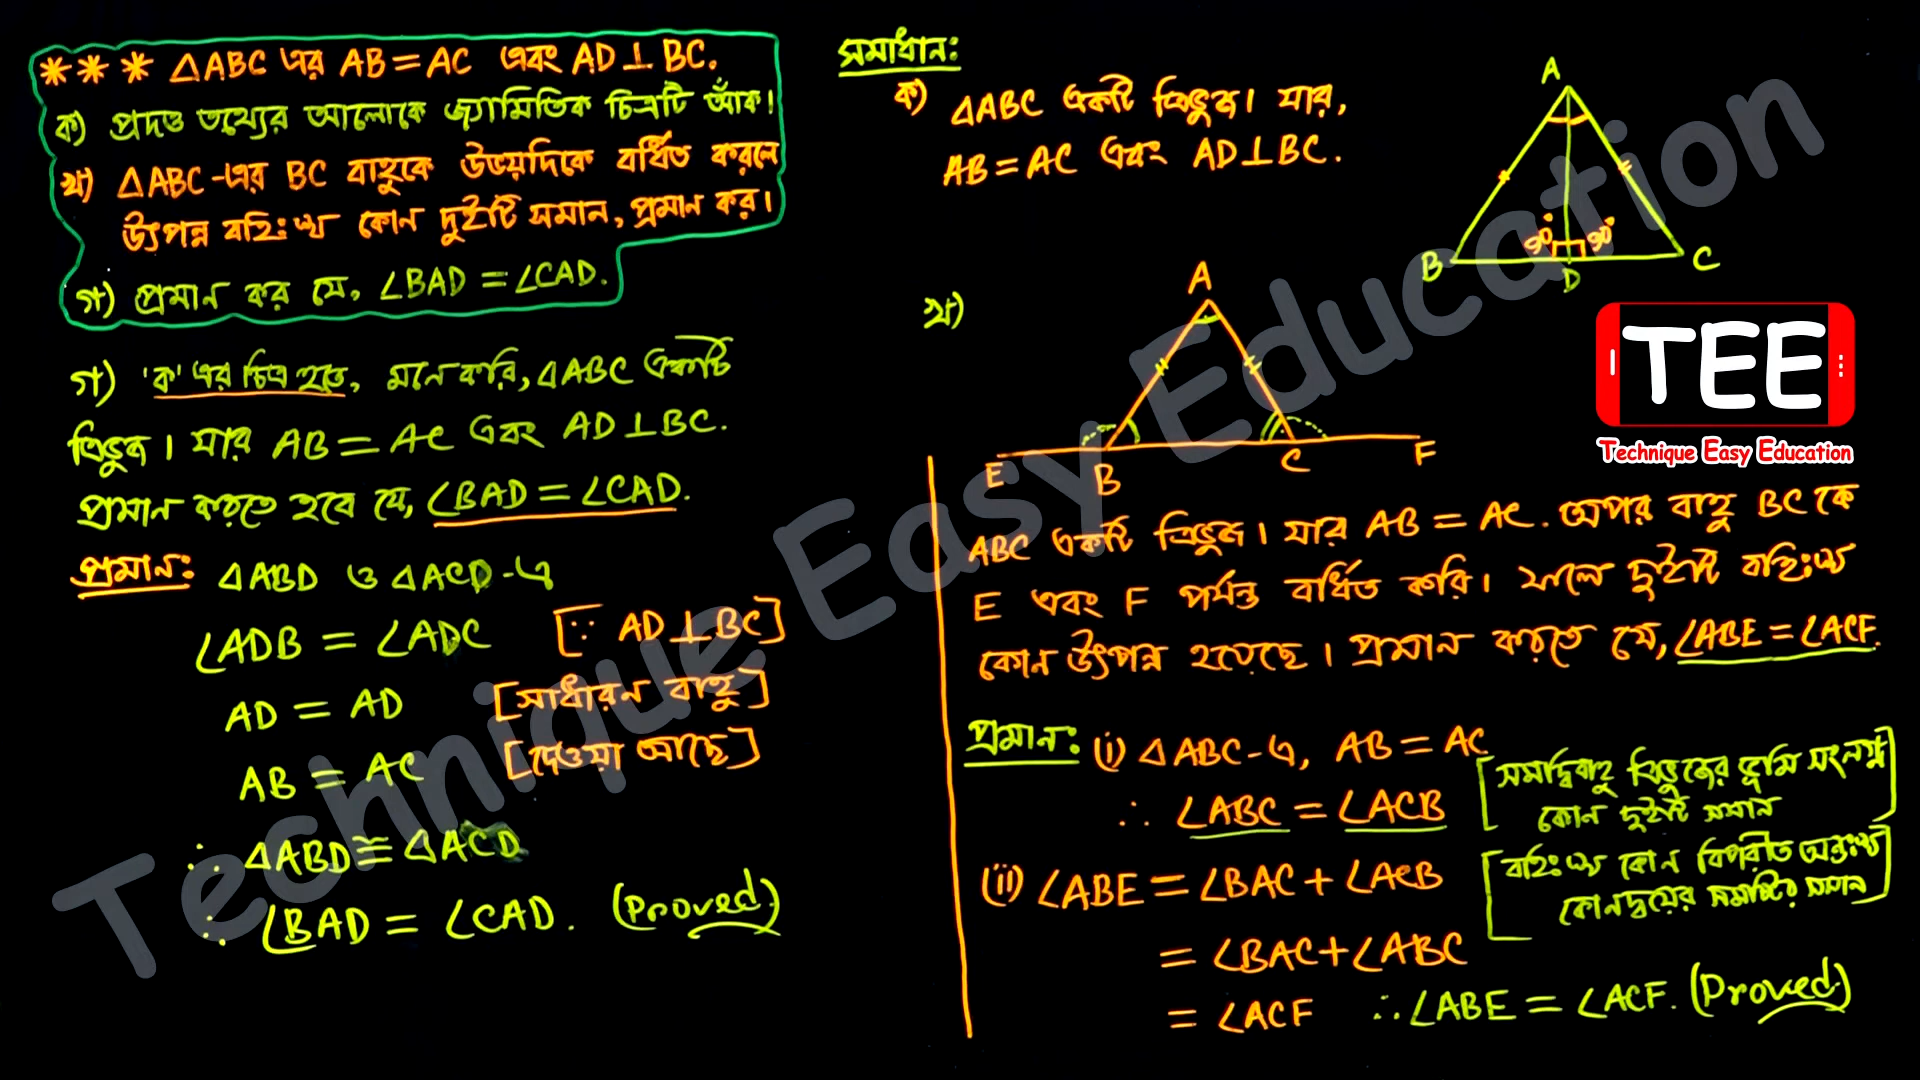 *** △ABC এর AB = AC এবং AD ⊥ BC.
ক) প্রদত্ত তথ্যের আলোকে জ্যামিতিক চিত্রটি আঁক।
খ) △ABC-এর BC বাহুকে উভয়দিকে বর্ধিত করলে
উৎপন্ন বহিঃস্থ কোন দুইটি সমান, প্রমান কর।
গ) প্রমান কর যে, ∠BAD = ∠CAD.
গ) 'ক' এর চিত্র হতে, মনে করি, △ABC একটি
ত্রিভুজ। যার AB = AC এবং AD ⊥ BC.
প্রমান করতে হবে যে, ∠BAD = ∠CAD.
প্রমান: △ABD ও △ACD-এ
∠ADB = ∠ADC [∵ AD ⊥ BC]
AD = AD [সাধারন বাহু]
AB = AC [দেওয়া আছে]
∴ △ABD ≅ △ACD
∴ ∠BAD = ∠CAD. (Proved)
সমাধান:
ক) △ABC একটি ত্রিভুজ। যার,
AB = AC এবং AD ⊥ BC.
A
90° 90°
B D C
খ)
A
E B C F
TEE
Technique Easy Education
ABC একটি ত্রিভুজ। যার AB = AC. অপর বাহু BC কে
E এবং F পর্যন্ত বর্ধিত করি। ফলে দুইটি বহিঃস্থ
কোন উৎপন্ন হয়েছে। প্রমান করতে যে, ∠ABE = ∠ACF.
প্রমান: (i) △ABC-এ, AB = AC
∴ ∠ABC = ∠ACB [সমদ্বিবাহু ত্রিভুজের ভূমি সংলগ্ন
কোন দুইটি সমান]
(ii) ∠ABE = ∠BAC + ∠ACB [বহিঃস্থ কোন বিপরীত অন্তঃস্থ
কোনদ্বয়ের সমষ্টির সমান]
= ∠BAC + ∠ABC
= ∠ACF ∴ ∠ABE = ∠ACF. (Proved)
Technique Easy Education